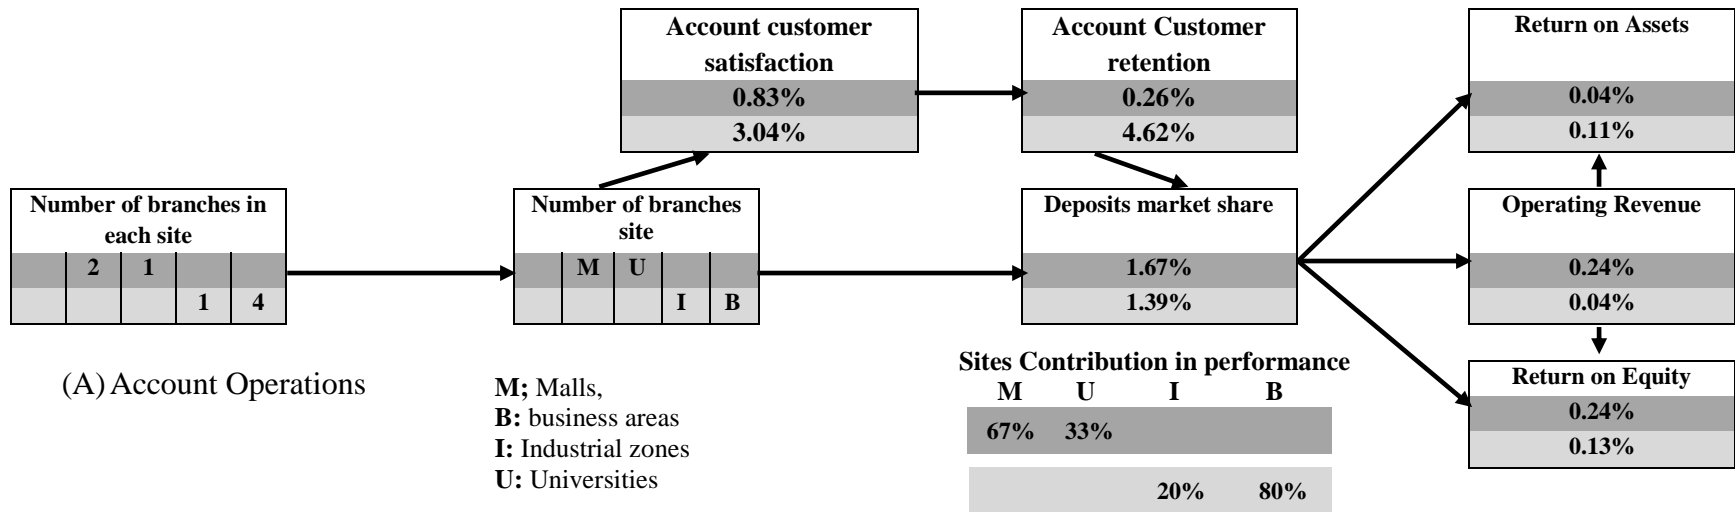 Account customer
satisfaction
0.83%
3.04%
Account Customer
retention
0.26%
4.62%
Return on Assets
0.04%
0.11%
Number of branches in
each site
2 1
1 4
Number of branches
site
M U
I B
Deposits market share
1.67%
1.39%
Operating Revenue
0.24%
0.04%
Return on Equity
0.24%
0.13%
(A) Account Operations
M; Malls,
B: business areas
I: Industrial zones
U: Universities
Sites Contribution in performance
M U I B
67% 33%
20% 80%